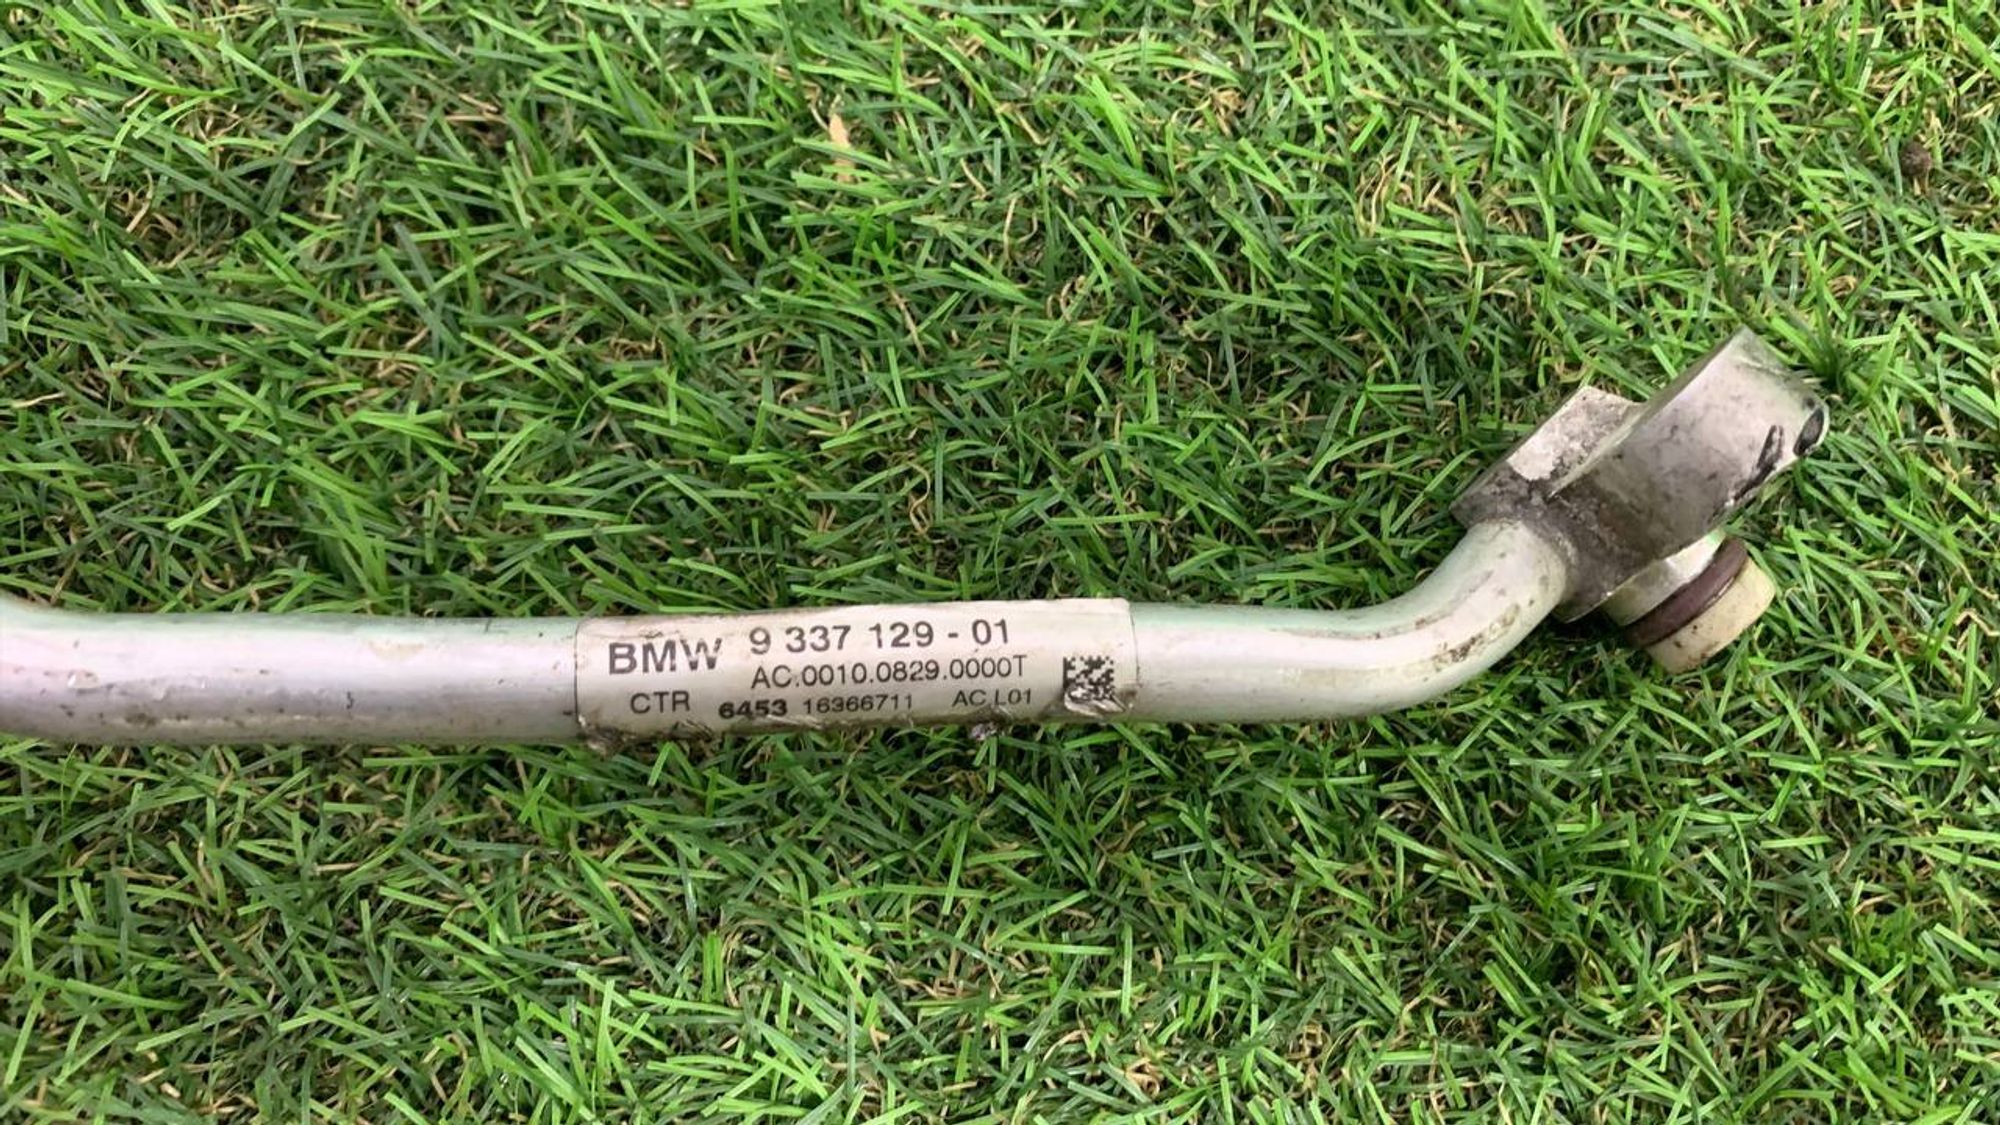 BMW 9 337 129 - 01
AC.0010.0829.0000T
CTR 6453 16366711 AC.L01